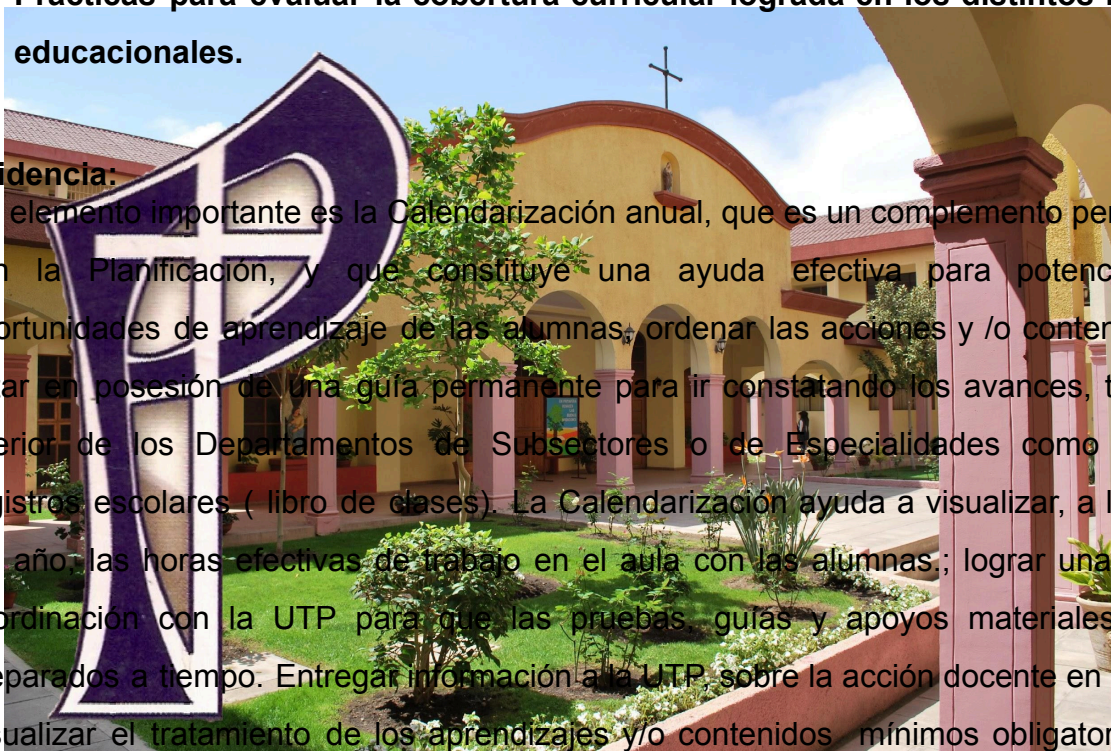 Prácticas para evaluar la cobertura curricular lograda en los distintos
educacionales.
idencia:
elemento importante es la Calendarización anual, que es un complemento
la Planificación, y que constituye una ayuda efectiva para
ortunidades de aprendizaje de las alumnas, ordenar las acciones y /o
tar en posesión de una guía permanente para ir constatando los avances,
erior de los Departamentos de Subsectores o de Especialidades como
gistros escolares ( libro de clases). La Calendarización ayuda a visualizar, a
año, las horas efectivas de trabajo en el aula con las alumnas.; lograr una
ordinación con la UTP para que las pruebas, guías y apoyos materiales
eparados a tiempo. Entregar información a la UTP, sobre la acción docente en
sualizar el tratamiento de los aprendizajes y/o contenidos mínimos